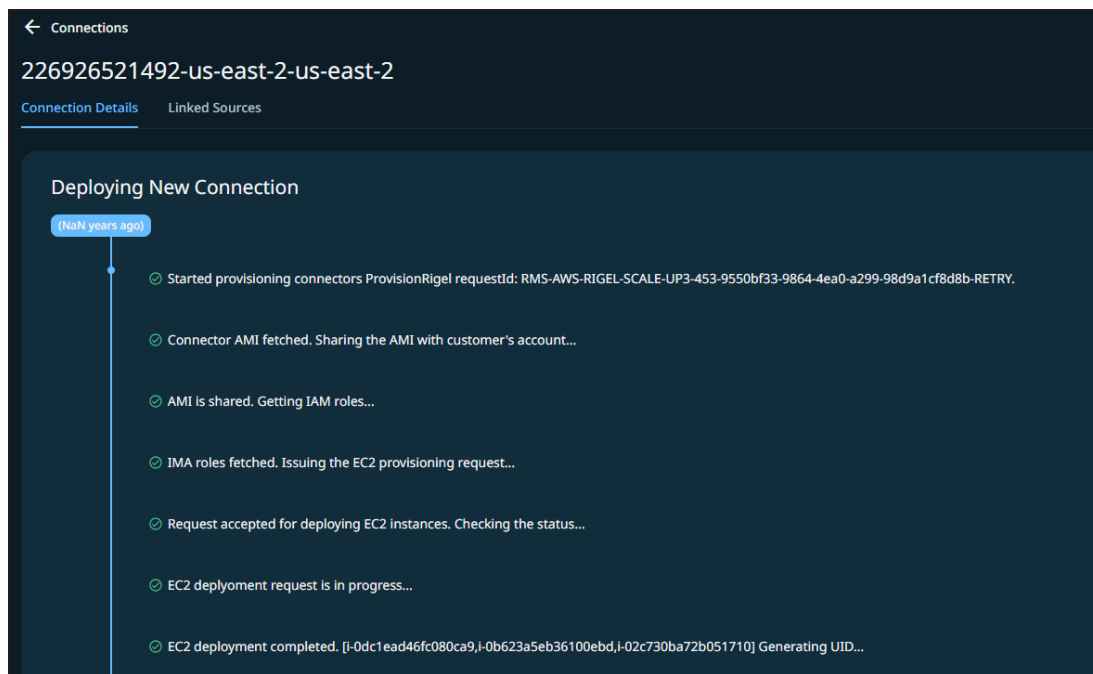 Connections
226926521492-us-east-2-us-east-2
Connection Details
Linked Sources
Deploying New Connection
(NaN years ago)
Started provisioning connectors ProvisionRigel requestId: RMS-AWS-RIGEL-SCALE-UP3-453-9550bf33-9864-4ea0-a299-98d9a1cf8d8b-RETRY.
Connector AMI fetched. Sharing the AMI with customer's account...
AMI is shared. Getting IAM roles...
IMA roles fetched. Issuing the EC2 provisioning request...
Request accepted for deploying EC2 instances. Checking the status...
EC2 deplyoment request is in progress...
EC2 deployment completed. [i-0dc1ead46fc080ca9,i-0b623a5eb36100ebd,i-02c730ba72b051710] Generating UID...